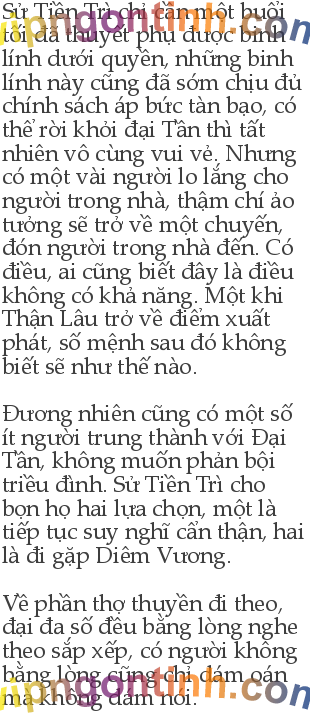 Sử Tiền Trì chỉ cần một buổi
tối đã thuyết phụ được binh
lính dưới quyền, những binh
lính này cũng đã sớm chịu đủ
chính sách áp bức tàn bạo, có
thể rời khỏi đại Tần thì tất
nhiên vô cùng vui vẻ. Nhưng
có một vài người lo lắng cho
người trong nhà, thậm chí ảo
tưởng sẽ trở về một chuyến,
đón người trong nhà đến. Có
điều, ai cũng biết đây là điều
không có khả năng. Một khi
Thận Lâu trở về điểm xuất
phát, số mệnh sau đó không
biết sẽ như thế nào.
Đương nhiên cũng có một số
ít người trung thành với Đại
Tần, không muốn phản bội
triều đình. Sử Tiền Trì cho
bọn họ hai lựa chọn, một là
tiếp tục suy nghĩ cẩn thận, hai
là đi gặp Diêm Vương.
Về phần thợ thuyền đi theo,
đại đa số đều bằng lòng nghe
theo sắp xếp, có người không
bằng lòng cũng chỉ dám oán
mà không dám nói.
vipngontinh.com
vipngontinh.com